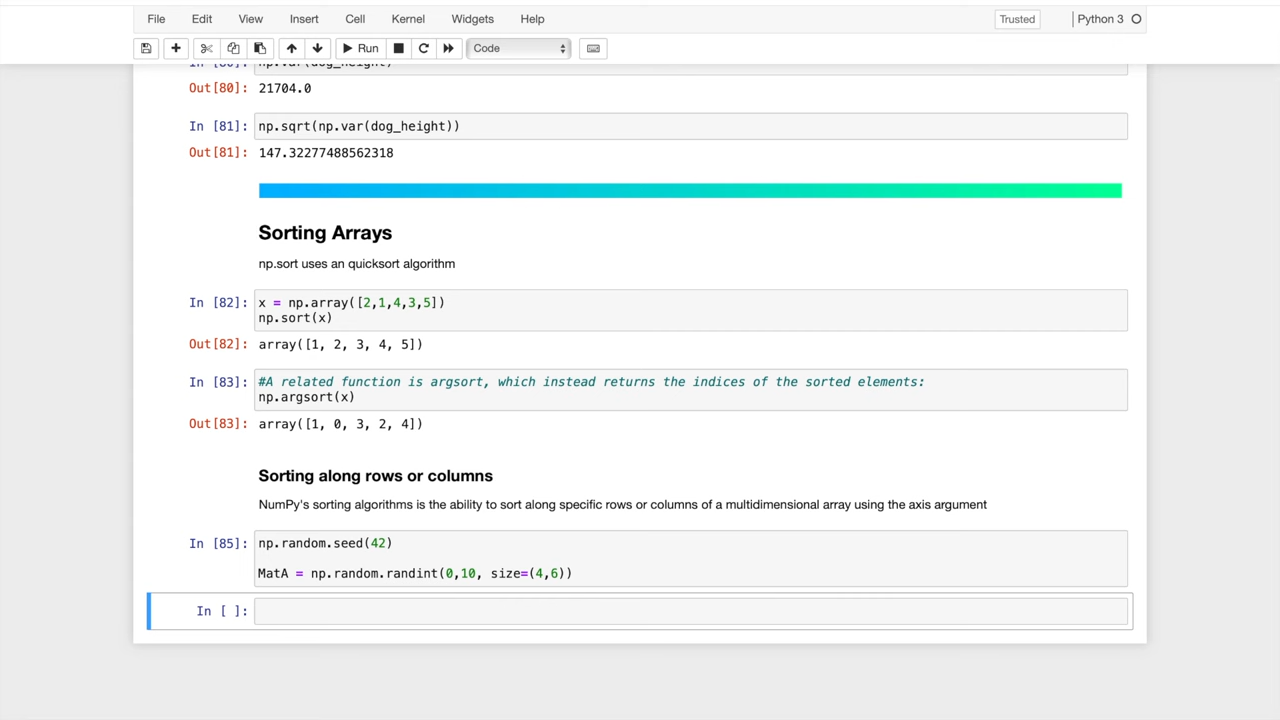 File Edit View Insert Cell Kernel Widgets Help Trusted Python 3
Run Code
In [80]: np.var(dog_height)
Out[80]: 21704.0
In [81]: np.sqrt(np.var(dog_height))
Out[81]: 147.32277488562318
Sorting Arrays
np.sort uses an quicksort algorithm
In [82]: x = np.array([2,1,4,3,5])
np.sort(x)
Out[82]: array([1, 2, 3, 4, 5])
In [83]: #A related function is argsort, which instead returns the indices of the sorted elements:
np.argsort(x)
Out[83]: array([1, 0, 3, 2, 4])
Sorting along rows or columns
NumPy's sorting algorithms is the ability to sort along specific rows or columns of a multidimensional array using the axis argument
In [85]: np.random.seed(42)
MatA = np.random.randint(0,10, size=(4,6))
In [ ]: